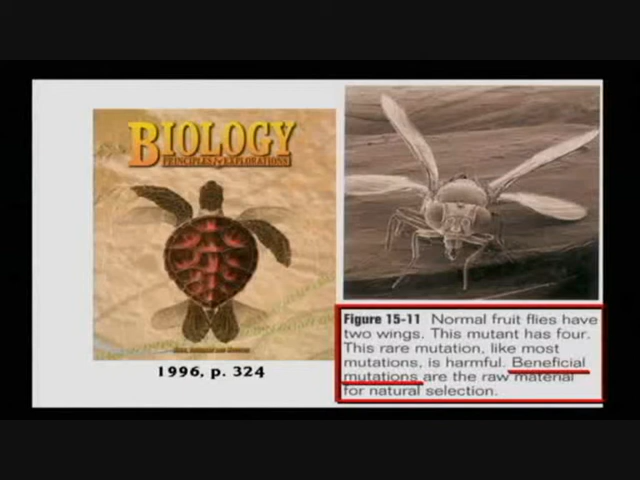 BIOLOGY
PRINCIPLES & EXPLORATIONS
1996, p. 324
Figure 15-11 Normal fruit flies have
two wings. This mutant has four.
This rare mutation, like most
mutations, is harmful. Beneficial
mutations are the raw material
for natural selection.